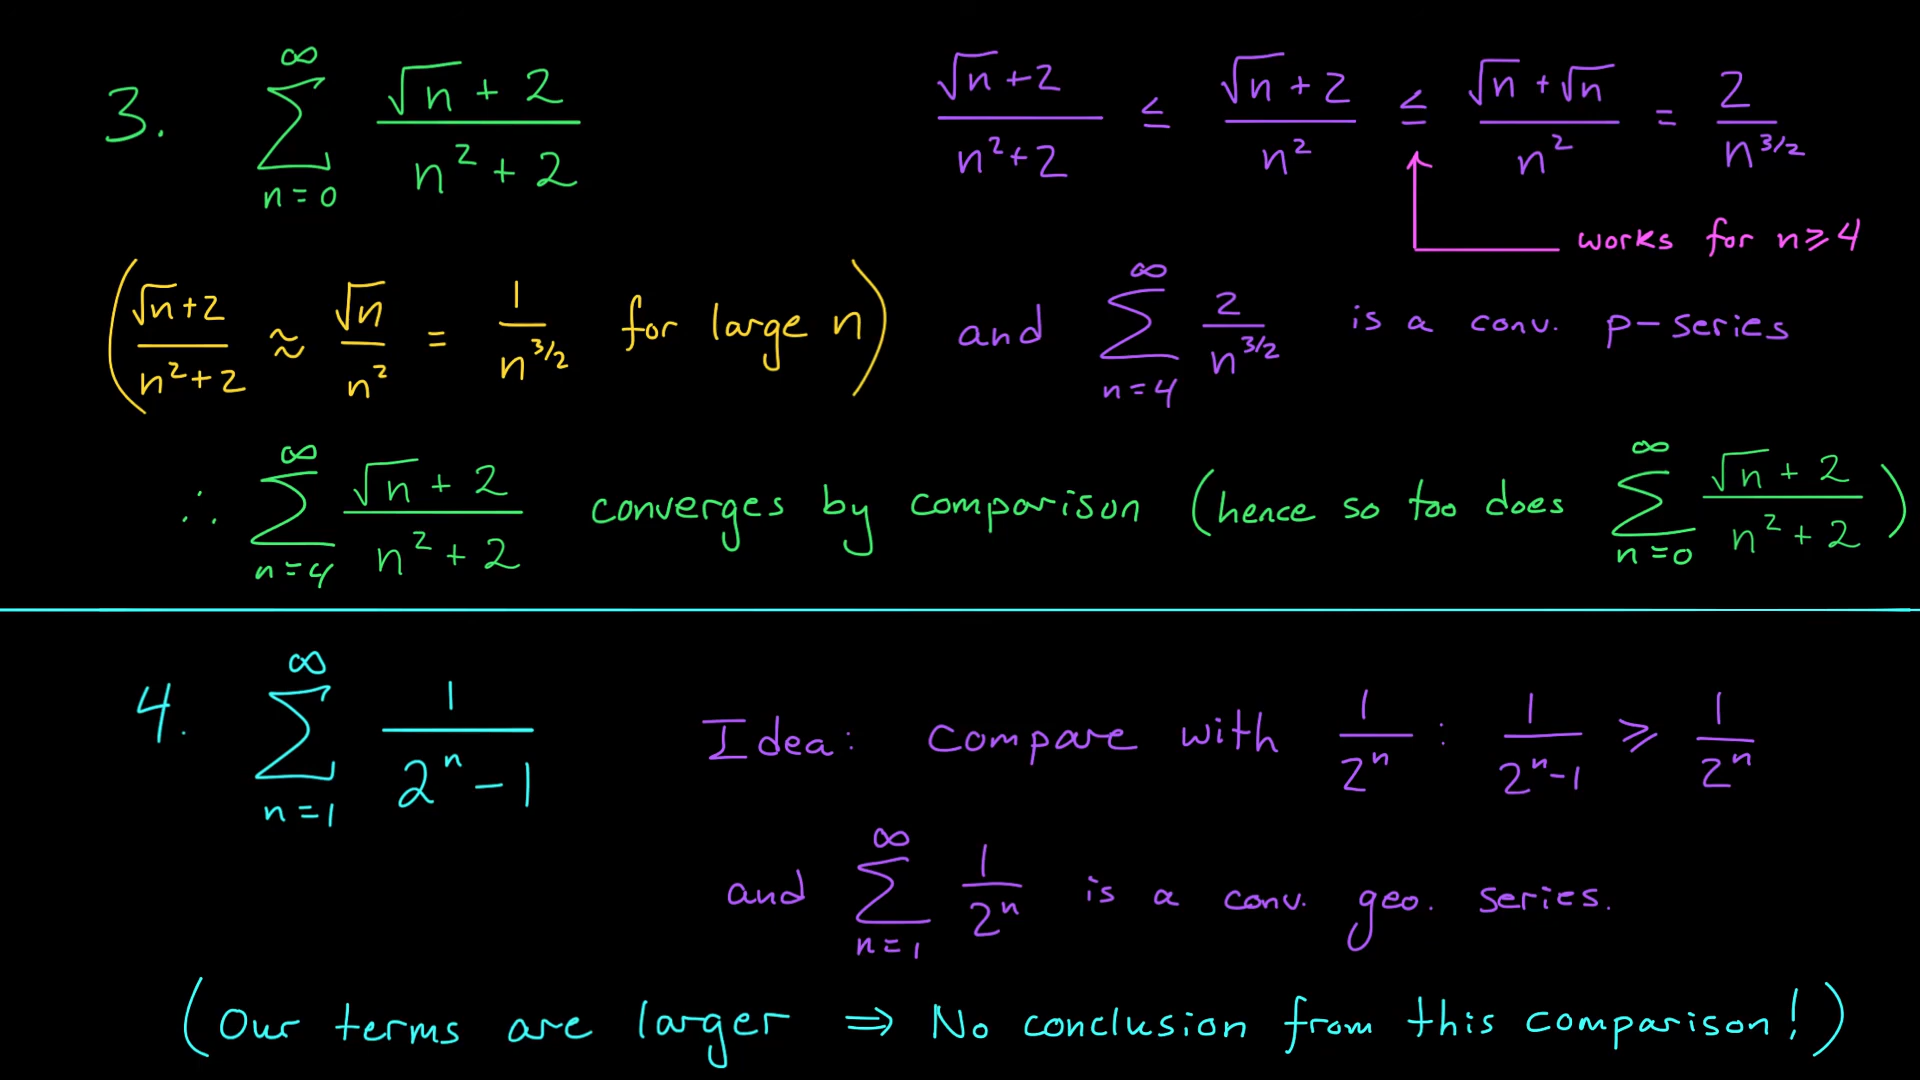 3. ∑_{n=0}^{∞} (√n + 2)/(n² + 2)
(√n + 2)/(n² + 2) ≤ (√n + 2)/n² ≤ (√n + √n)/n² = 2/n^{3/2}
works for n ≥ 4
((√n + 2)/(n² + 2) ≈ √n/n² = 1/n^{3/2} for large n)
and ∑_{n=4}^{∞} 2/n^{3/2} is a conv. p-series
∴ ∑_{n=4}^{∞} (√n + 2)/(n² + 2) converges by comparison (hence so too does ∑_{n=0}^{∞} (√n + 2)/(n² + 2))
4. ∑_{n=1}^{∞} 1/(2ⁿ - 1)
Idea: compare with 1/2ⁿ : 1/(2ⁿ-1) ≥ 1/2ⁿ
and ∑_{n=1}^{∞} 1/2ⁿ is a conv. geo. series.
(Our terms are larger ⇒ No conclusion from this comparison!)